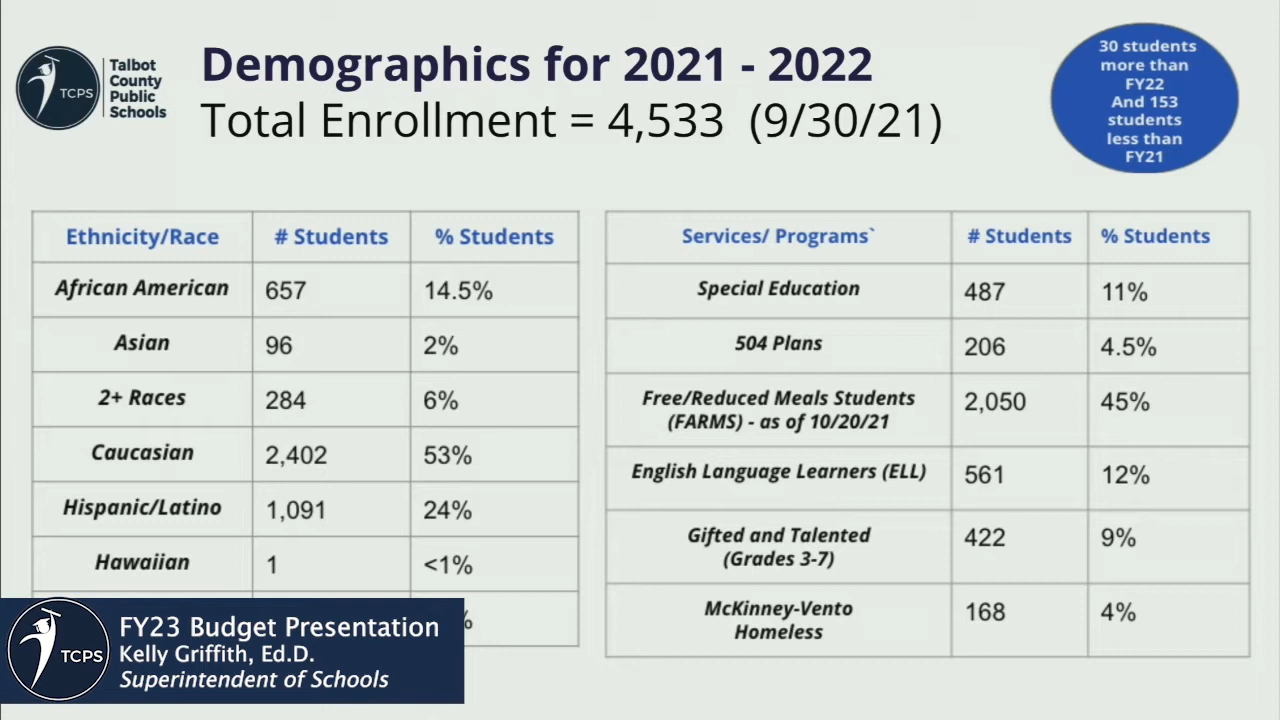 Talbot
County
Public
Schools
TCPS
Demographics for 2021 - 2022
Total Enrollment = 4,533 (9/30/21)
30 students
more than
FY22
And 153
students
less than
FY21
Ethnicity/Race # Students % Students
African American 657 14.5%
Asian 96 2%
2+ Races 284 6%
Caucasian 2,402 53%
Hispanic/Latino 1,091 24%
Hawaiian 1 <1%
%
Services/ Programs` # Students % Students
Special Education 487 11%
504 Plans 206 4.5%
Free/Reduced Meals Students 2,050 45%
(FARMS) - as of 10/20/21
English Language Learners (ELL) 561 12%
Gifted and Talented 422 9%
(Grades 3-7)
McKinney-Vento 168 4%
Homeless
TCPS
FY23 Budget Presentation
Kelly Griffith, Ed.D.
Superintendent of Schools